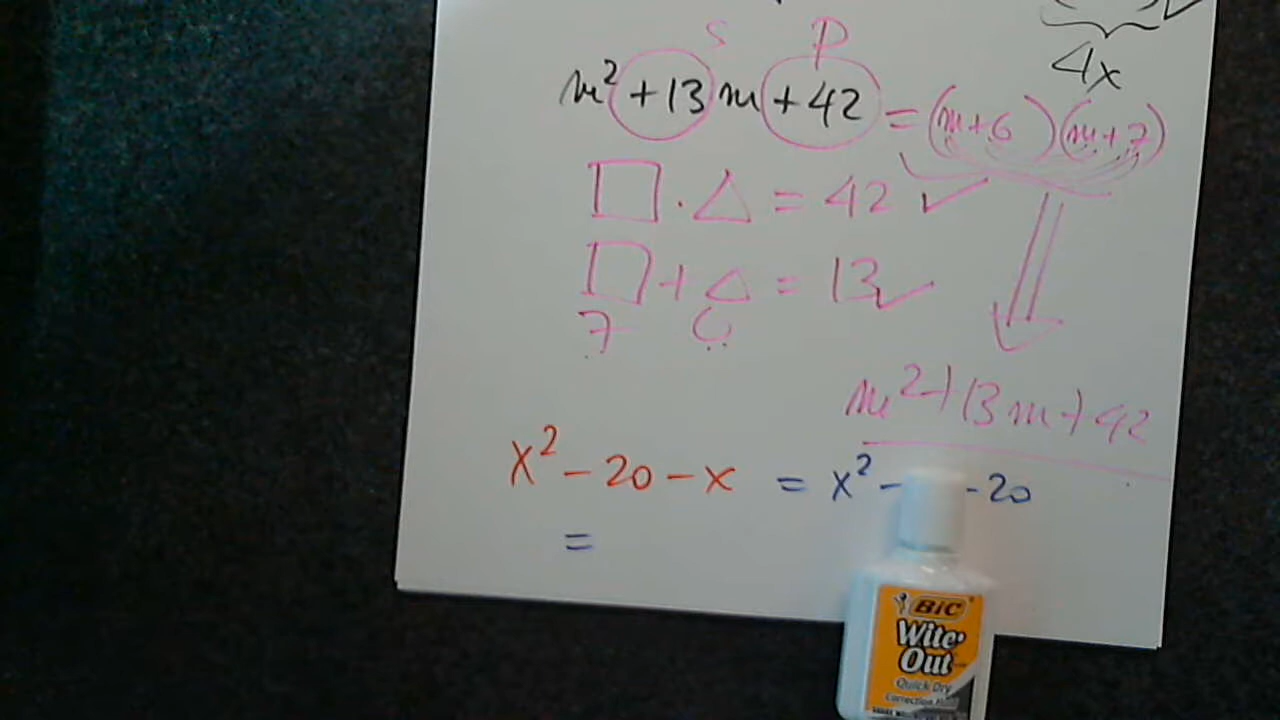 4x
S P
m² +13m +42 = (m+6)(m+7)
□ · △ = 42 ✓
□ + △ = 13 ✓
7 6
m²+13m+42
x² - 20 - x = x² - -20
=
BIC
Wite•
Out
Quick Dry
Correction